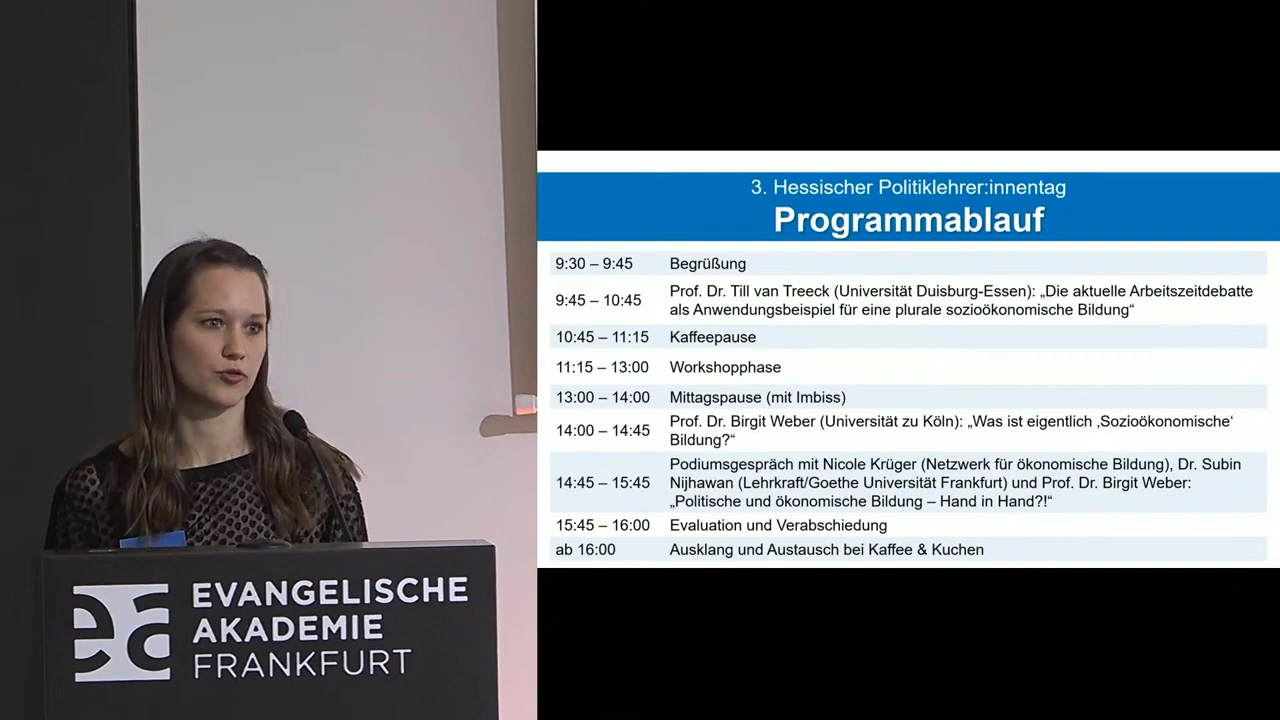 ea
EVANGELISCHE
AKADEMIE
FRANKFURT
3. Hessischer Politiklehrer:innentag
Programmablauf
9:30 – 9:45 Begrüßung
9:45 – 10:45 Prof. Dr. Till van Treeck (Universität Duisburg-Essen): „Die aktuelle Arbeitszeitdebatte
als Anwendungsbeispiel für eine plurale sozioökonomische Bildung“
10:45 – 11:15 Kaffeepause
11:15 – 13:00 Workshopphase
13:00 – 14:00 Mittagspause (mit Imbiss)
14:00 – 14:45 Prof. Dr. Birgit Weber (Universität zu Köln): „Was ist eigentlich ‚Sozioökonomische‘
Bildung?“
14:45 – 15:45 Podiumsgespräch mit Nicole Krüger (Netzwerk für ökonomische Bildung), Dr. Subin
Nijhawan (Lehrkraft/Goethe Universität Frankfurt) und Prof. Dr. Birgit Weber:
„Politische und ökonomische Bildung – Hand in Hand?!“
15:45 – 16:00 Evaluation und Verabschiedung
ab 16:00 Ausklang und Austausch bei Kaffee & Kuchen